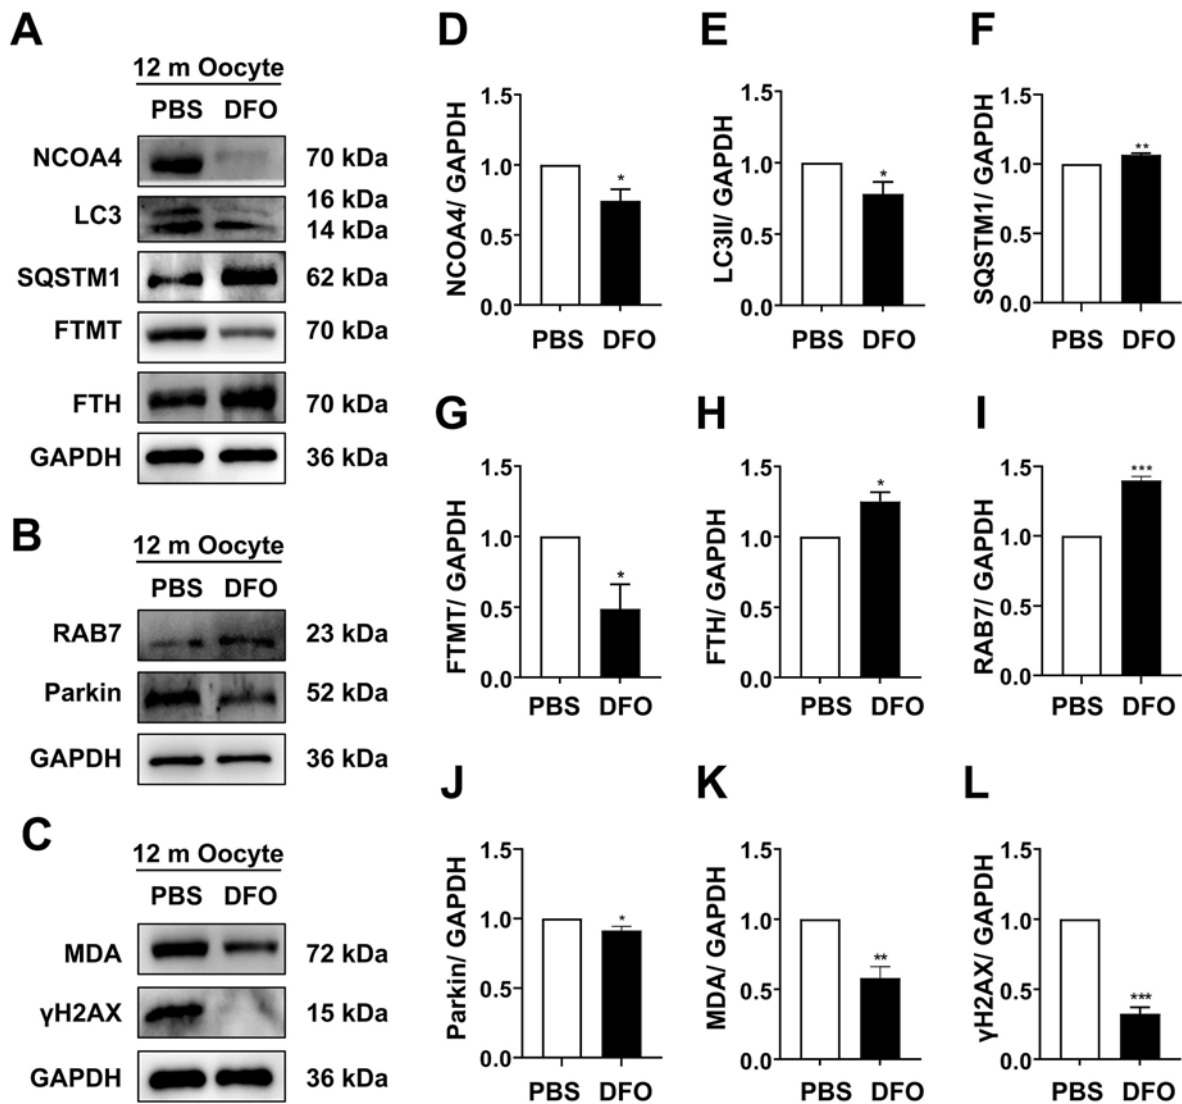 A
12 m Oocyte
PBS DFO
NCOA4 70 kDa
LC3 16 kDa
14 kDa
SQSTM1 62 kDa
FTMT 70 kDa
FTH 70 kDa
GAPDH 36 kDa
B
12 m Oocyte
PBS DFO
RAB7 23 kDa
Parkin 52 kDa
GAPDH 36 kDa
C
12 m Oocyte
PBS DFO
MDA 72 kDa
γH2AX 15 kDa
GAPDH 36 kDa
D
NCOA4/ GAPDH
1.5
1.0
0.5
0.0
*
PBS DFO
E
LC3II/ GAPDH
1.5
1.0
0.5
0.0
*
PBS DFO
F
SQSTM1/ GAPDH
1.5
1.0
0.5
0.0
**
PBS DFO
G
FTMT/ GAPDH
1.5
1.0
0.5
0.0
*
PBS DFO
H
FTH/ GAPDH
1.5
1.0
0.5
0.0
*
PBS DFO
I
RAB7/ GAPDH
1.5
1.0
0.5
0.0
***
PBS DFO
J
Parkin/ GAPDH
1.5
1.0
0.5
0.0
*
PBS DFO
K
MDA/ GAPDH
1.5
1.0
0.5
0.0
**
PBS DFO
L
γH2AX/ GAPDH
1.5
1.0
0.5
0.0
***
PBS DFO